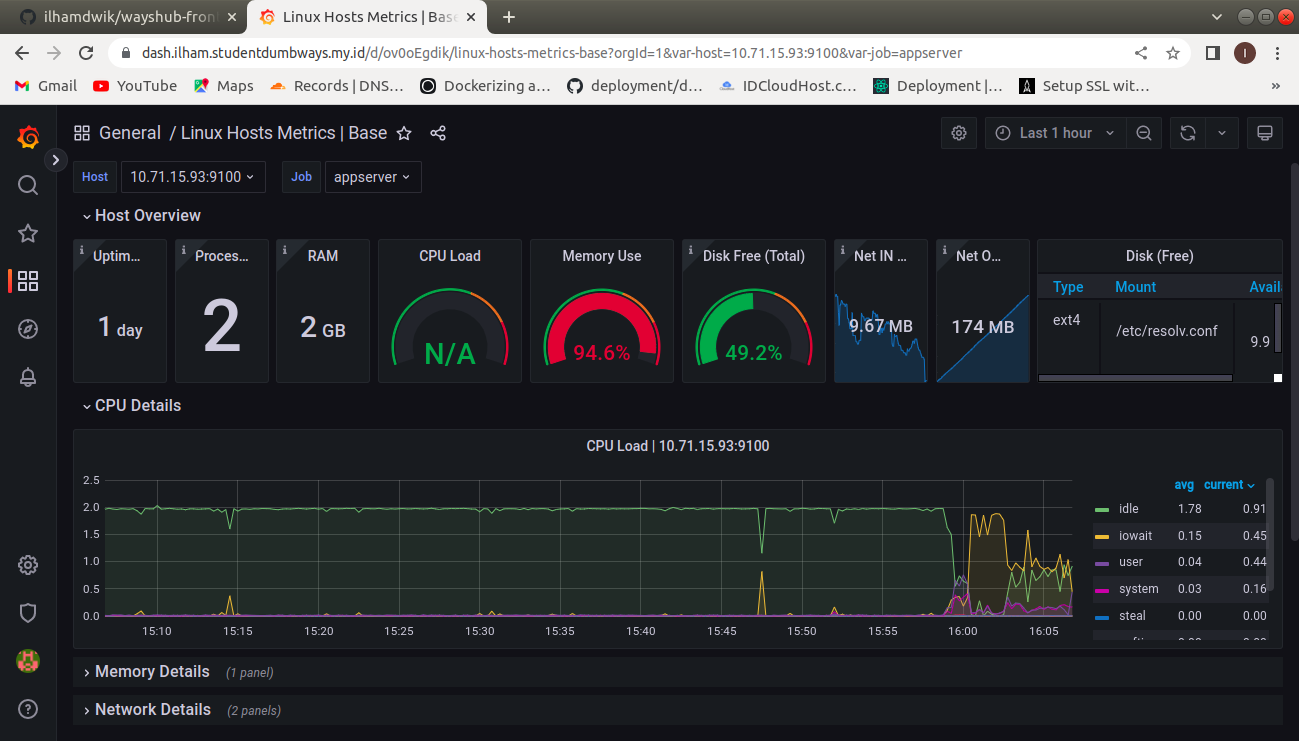 ilhamdwik/wayshub-fron
Linux Hosts Metrics | Base
dash.ilham.studentdumbways.my.id/d/ov0oEgdik/linux-hosts-metrics-base?orgId=1&var-host=10.71.15.93:9100&var-job=appserver
I
Gmail YouTube Maps Records | DNS… Dockerizing a… deployment/d… IDCloudHost.c… Deployment |… Setup SSL wit… »
General / Linux Hosts Metrics | Base
Last 1 hour
Host 10.71.15.93:9100 Job appserver
Host Overview
Uptim… Proces… RAM CPU Load Memory Use Disk Free (Total) Net IN … Net O… Disk (Free)
Type Mount Avail
1 day 2 2 GB N/A 94.6% 49.2% 9.67 MB 174 MB
ext4 /etc/resolv.conf 9.9
CPU Details
CPU Load | 10.71.15.93:9100
2.5
2.0
1.5
1.0
0.5
0.0
15:10 15:15 15:20 15:25 15:30 15:35 15:40 15:45 15:50 15:55 16:00 16:05
avg current
idle 1.78 0.91
iowait 0.15 0.45
user 0.04 0.44
system 0.03 0.16
steal 0.00 0.00
Memory Details (1 panel)
Network Details (2 panels)